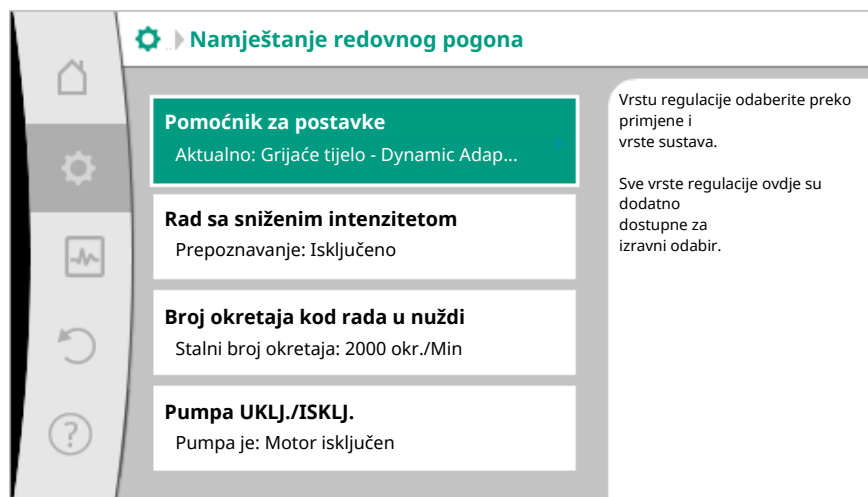 Namještanje redovnog pogona
Pomoćnik za postavke
Aktualno: Grijaće tijelo - Dynamic Adap...
Rad sa sniženim intenzitetom
Prepoznavanje: Isključeno
Broj okretaja kod rada u nuždi
Stalni broj okretaja: 2000 okr./Min
Pumpa UKLJ./ISKLJ.
Pumpa je: Motor isključen
Vrstu regulacije odaberite preko
primjene i
vrste sustava.
Sve vrste regulacije ovdje su
dodatno
dostupne za
izravni odabir.